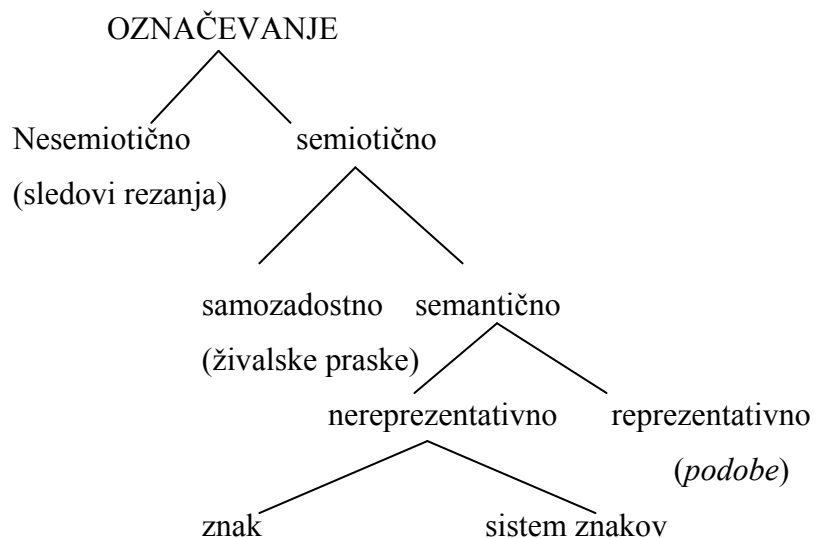 OZNAČEVANJE
Nesemiotično semiotično
(sledovi rezanja)
samozadostno semantično
(živalske praske)
nereprezentativno reprezentativno
(podobe)
znak sistem znakov